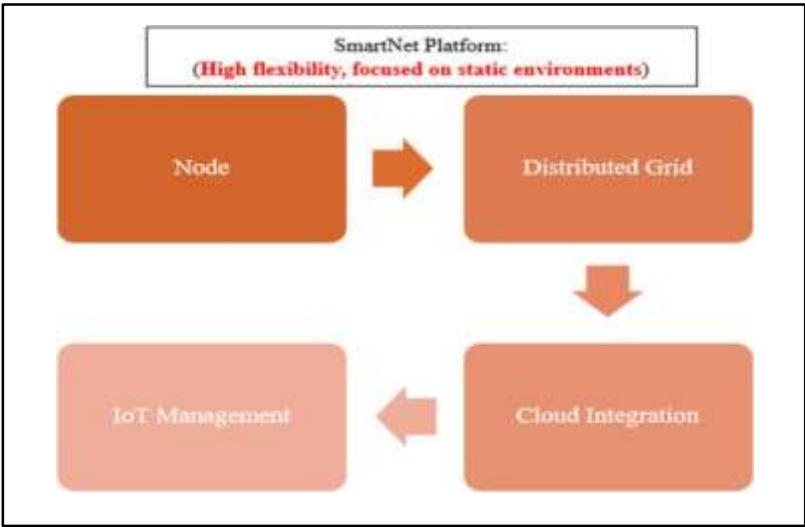 SmartNet Platform:
(High flexibility, focused on static environments)
Node
Distributed Grid
IoT Management
Cloud Integration